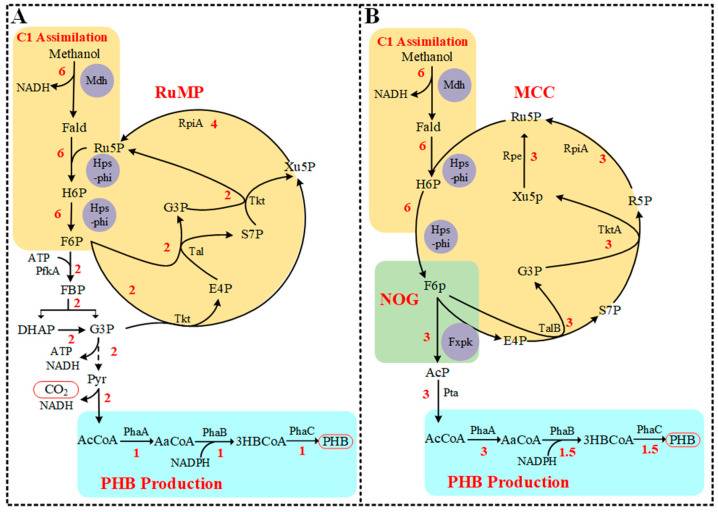 A
C1 Assimilation
Methanol
6
Mdh
NADH
RuMP
Fald
RpiA 4
Ru5P
6
Hps
-phi
Xu5P
H6P
2
Tkt
6
Hps
-phi
G3P
S7P
F6P
2
Tal
ATP
PfkA
2
2
E4P
FBP
2
Tkt
DHAP
2
G3P
ATP
NADH
2
Pyr
CO2
NADH
2
AcCoA
PhaA
1
AaCoA
PhaB
NADPH
1
3HBCoA
PhaC
1
PHB
PHB Production
B
C1 Assimilation
Methanol
6
Mdh
NADH
MCC
Fald
Ru5P
6
Hps
-phi
Rpe
3
RpiA
3
H6P
Xu5p
R5P
6
Hps
-phi
TktA
3
NOG
F6p
G3P
3
Fxpk
E4P
TalB
3
S7P
AcP
3
Pta
AcCoA
PhaA
3
AaCoA
PhaB
NADPH
1.5
3HBCoA
PhaC
1.5
PHB
PHB Production